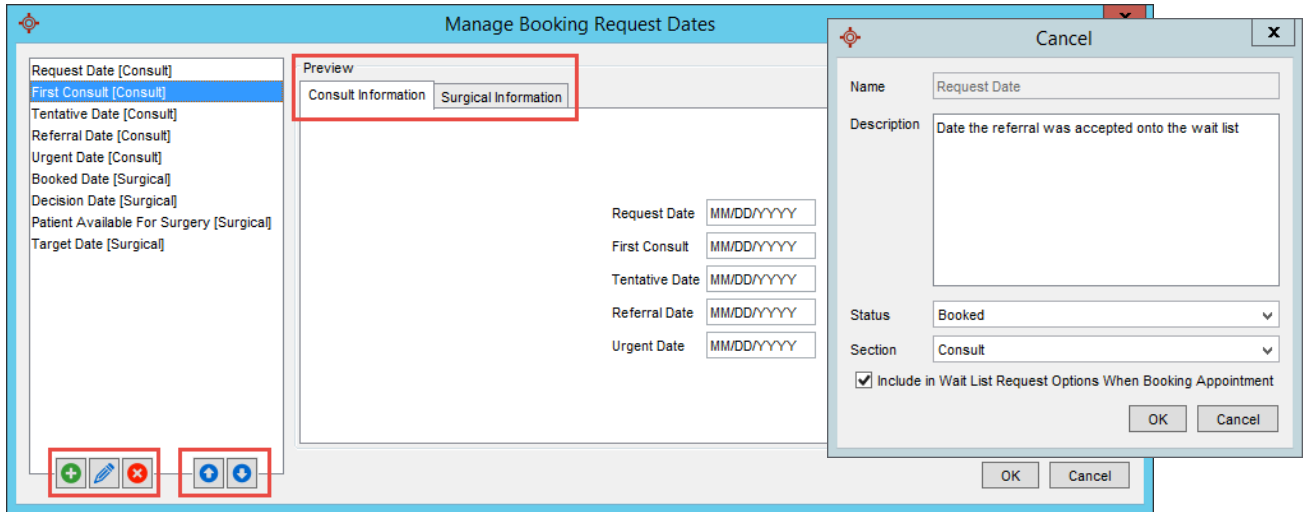 Manage Booking Request Dates
x
Request Date [Consult]
First Consult [Consult]
Tentative Date [Consult]
Referral Date [Consult]
Urgent Date [Consult]
Booked Date [Surgical]
Decision Date [Surgical]
Patient Available For Surgery [Surgical]
Target Date [Surgical]
Preview
Consult Information Surgical Information
Request Date MM/DD/YYYY
First Consult MM/DD/YYYY
Tentative Date MM/DD/YYYY
Referral Date MM/DD/YYYY
Urgent Date MM/DD/YYYY
OK Cancel
Cancel
x
Name Request Date
Description Date the referral was accepted onto the wait list
Status Booked
Section Consult
Include in Wait List Request Options When Booking Appointment
OK Cancel